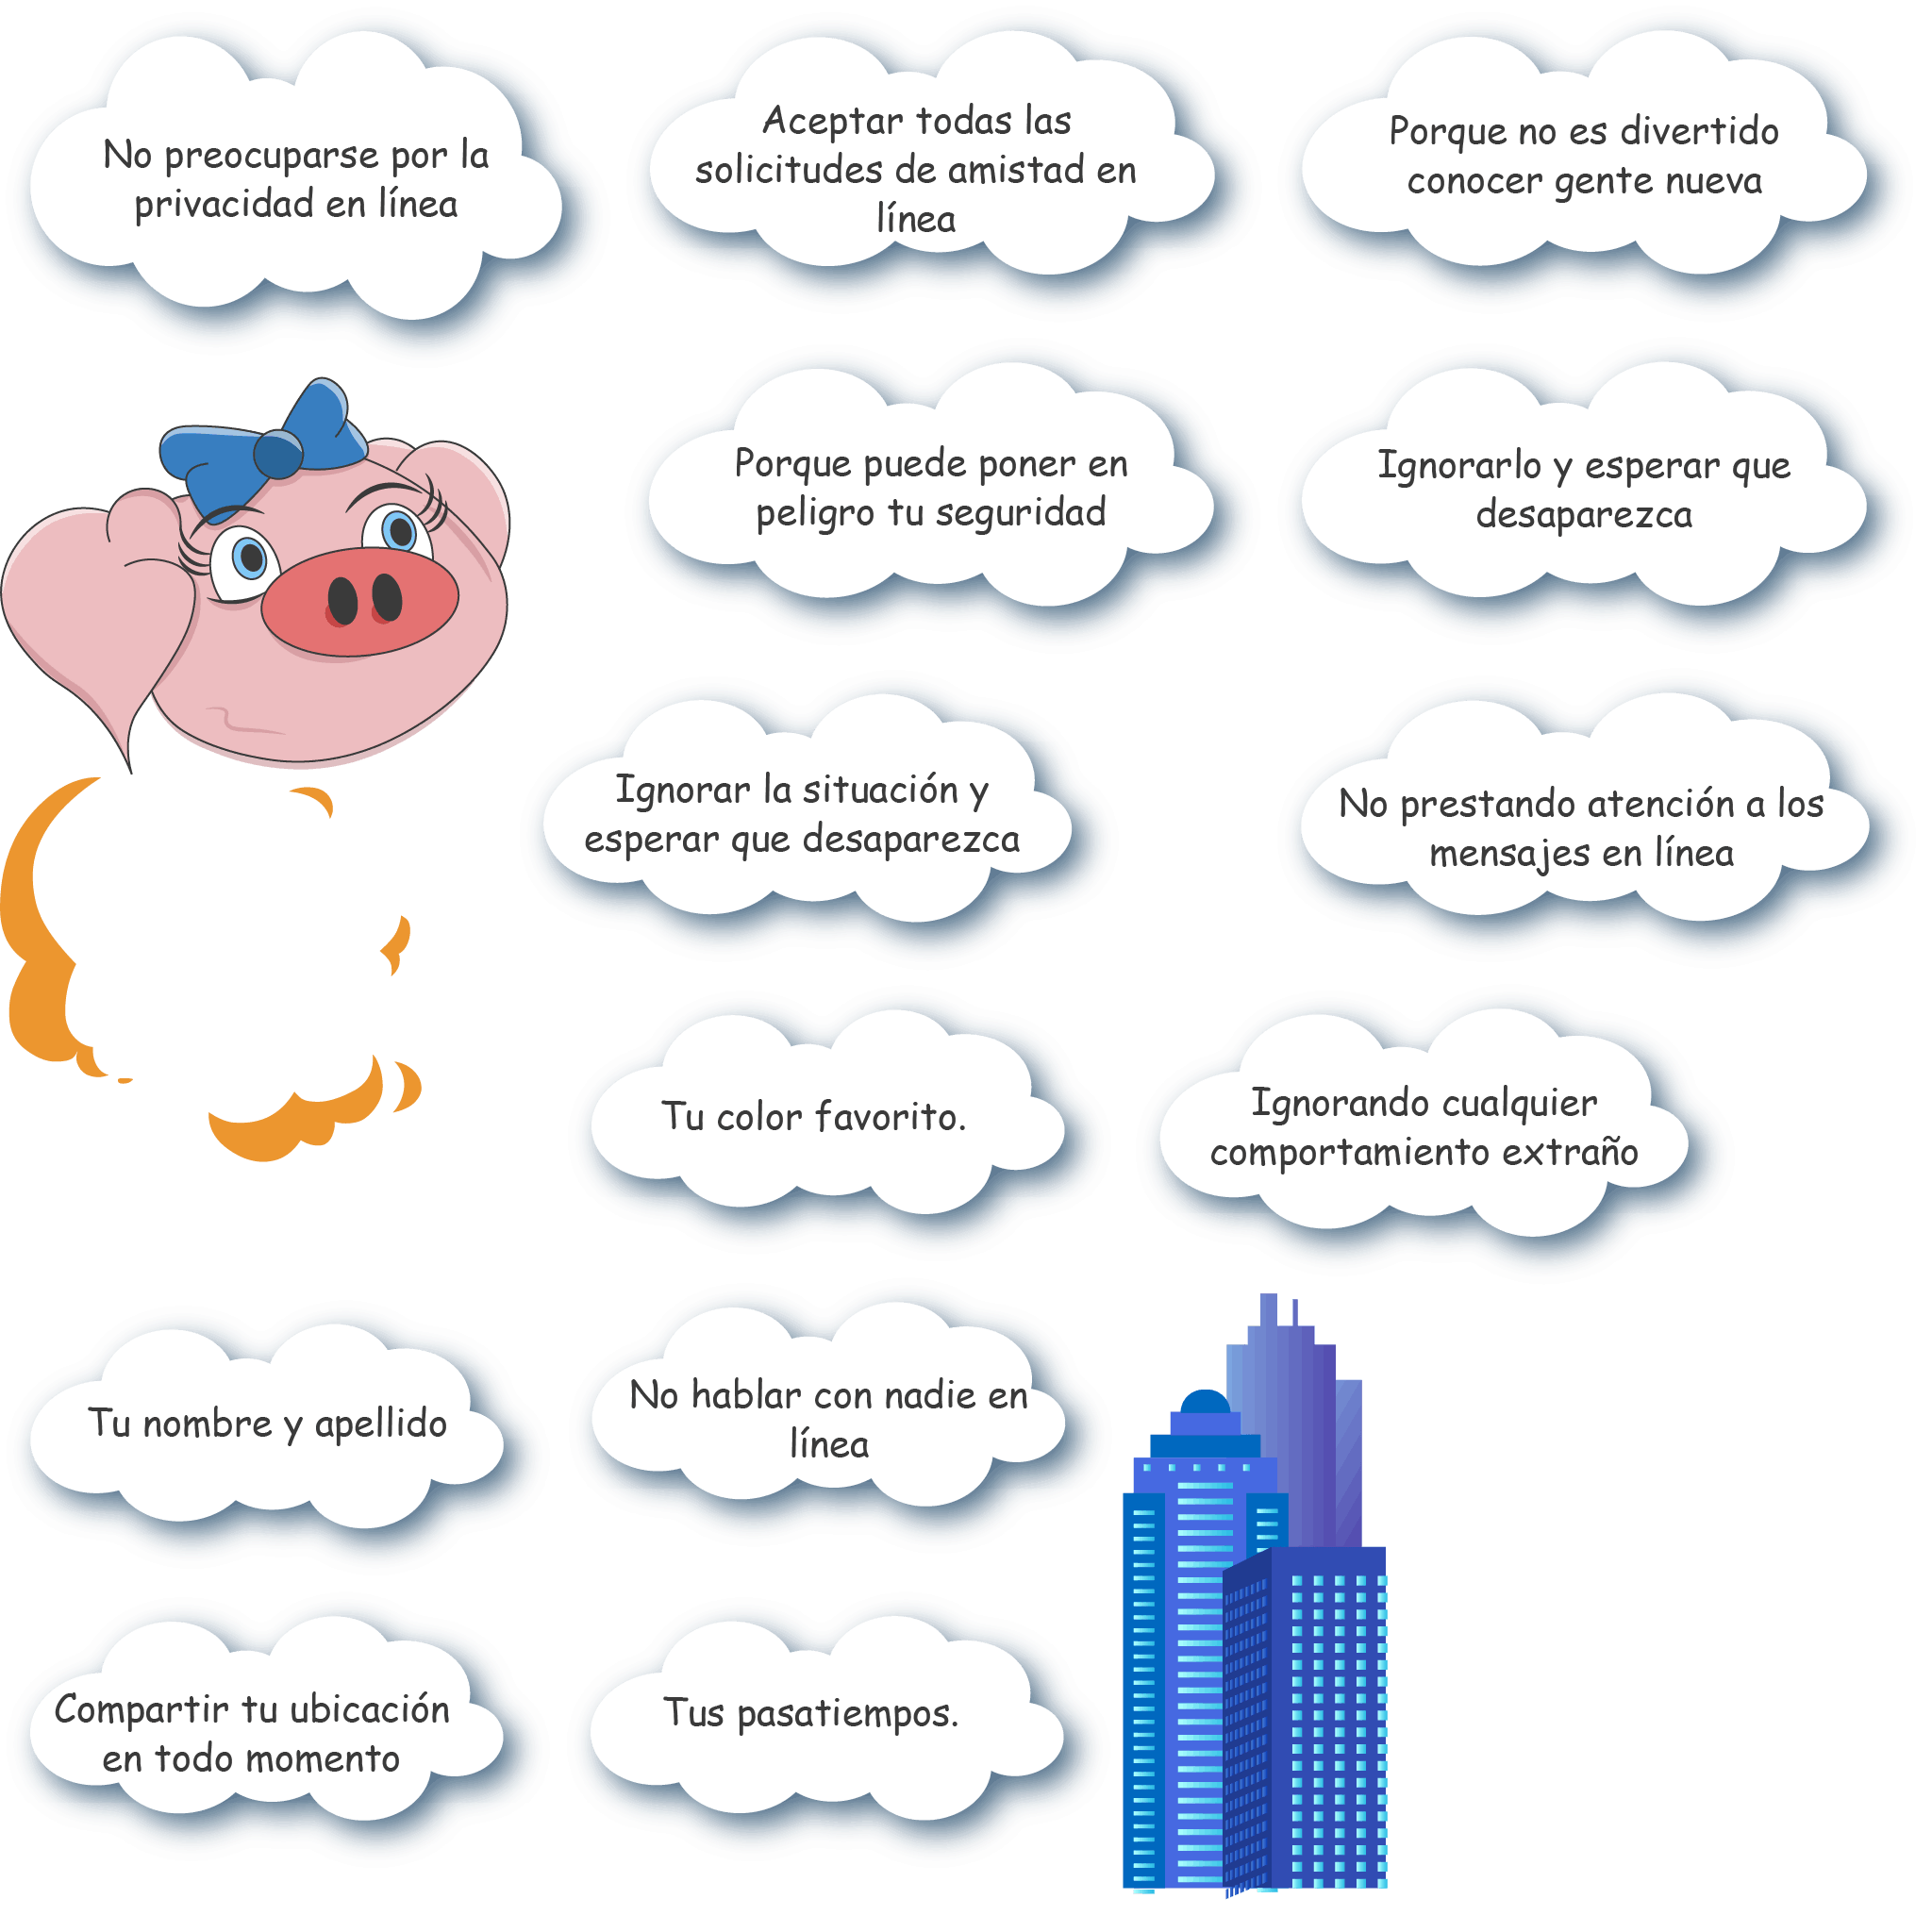 No preocuparse por la
privacidad en línea
Aceptar todas las
solicitudes de amistad en
línea
Porque no es divertido
conocer gente nueva
Porque puede poner en
peligro tu seguridad
Ignorarlo y esperar que
desaparezca
Ignorar la situación y
esperar que desaparezca
No prestando atención a los
mensajes en línea
Tu color favorito.
Ignorando cualquier
comportamiento extraño
Tu nombre y apellido
No hablar con nadie en
línea
Compartir tu ubicación
en todo momento
Tus pasatiempos.